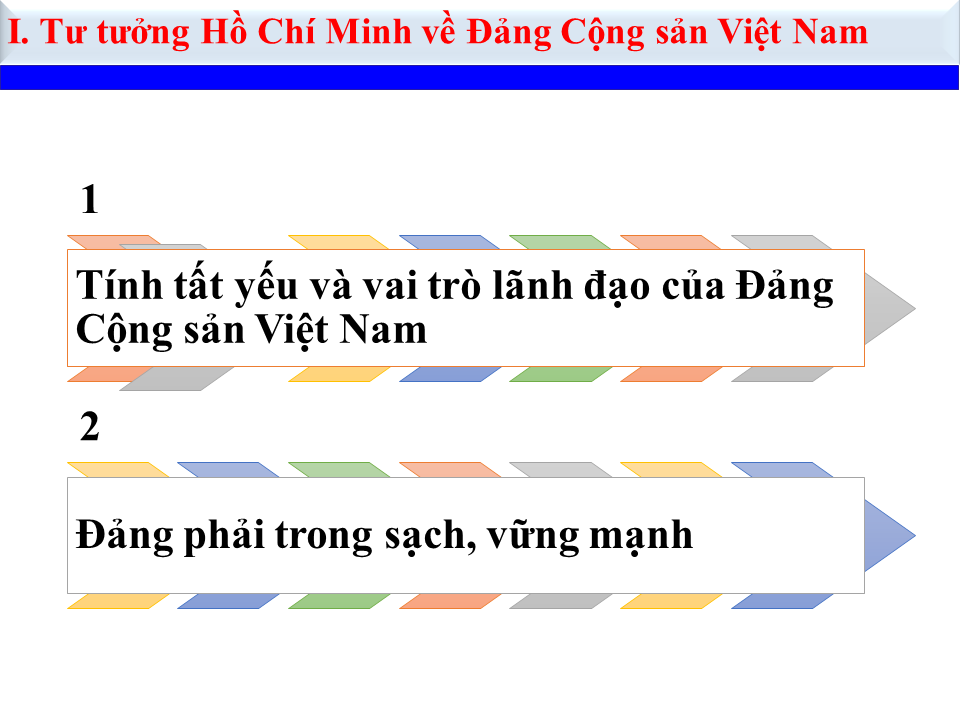 I. Tư tưởng Hồ Chí Minh về Đảng Cộng sản Việt Nam
1
Tính tất yếu và vai trò lãnh đạo của Đảng
Cộng sản Việt Nam
2
Đảng phải trong sạch, vững mạnh